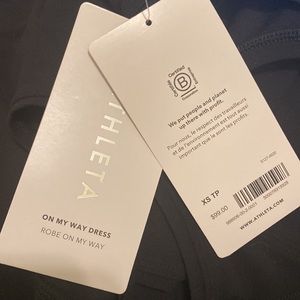 ATHLETA
ON MY WAY DRESS
ROBE ON MY WAY
Certified
B
Corporation
We put people and planet
up there with profit.
Pour nous, le respect des travailleurs
et de l'environnement est tout aussi
important que le sont les profits.
XS TP
$99.00
WWW.ATHLETA.COM